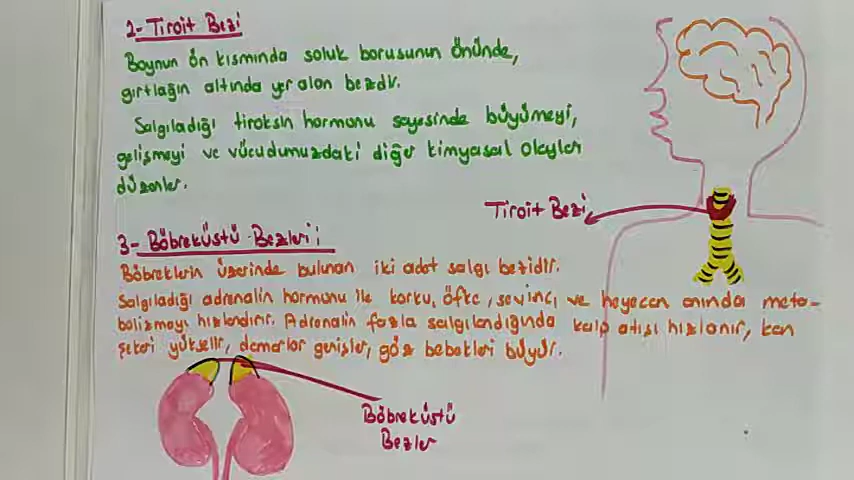 2- Tiroit Bezi
Boynun ön kısmında soluk borusunun önünde,
gırtlağın altında yer alan bezdir.
Salgıladığı tiroksin hormonu sayesinde büyümeyi,
gelişmeyi ve vücudumuzdaki diğer kimyasal olayları
düzenler.
Tiroit Bezi
3- Böbreküstü Bezleri;
Böbreklerin üzerinde bulunan iki adet salgı bezidir.
Salgıladığı adrenalin hormonu ile korku, öfke, sevinç, ve heyecan anında meta-
bolizmayı hızlandırır. Adrenalin fazla salgılandığında kalp atışı hızlanır, kan
şekeri yükselir, damarlar genişler, göz bebekleri büyür.
Böbreküstü
Bezler